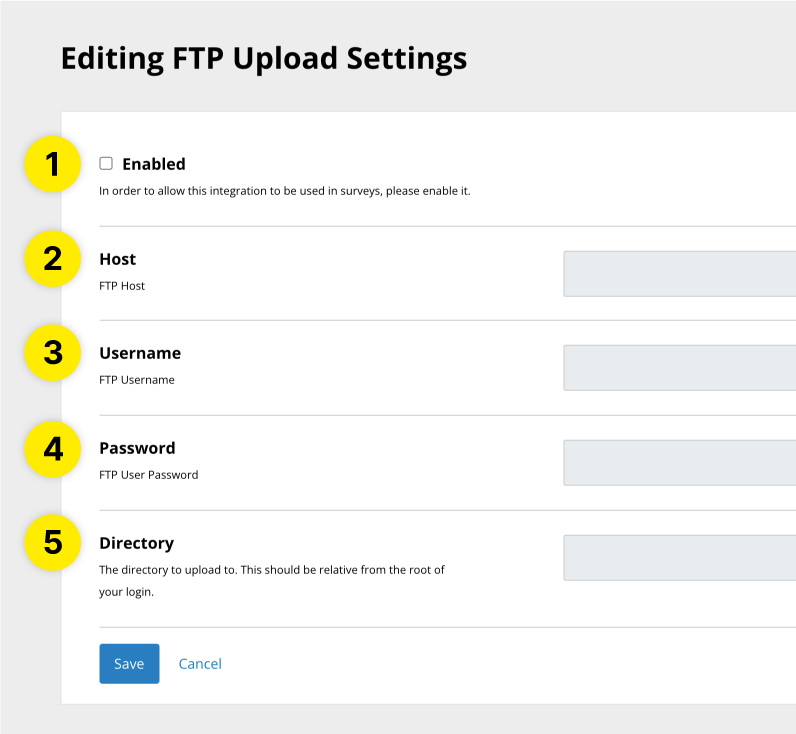 Editing FTP Upload Settings
1
Enabled
In order to allow this integration to be used in surveys, please enable it.
2
Host
FTP Host
3
Username
FTP Username
4
Password
FTP User Password
5
Directory
The directory to upload to. This should be relative from the root of
your login.
Save Cancel